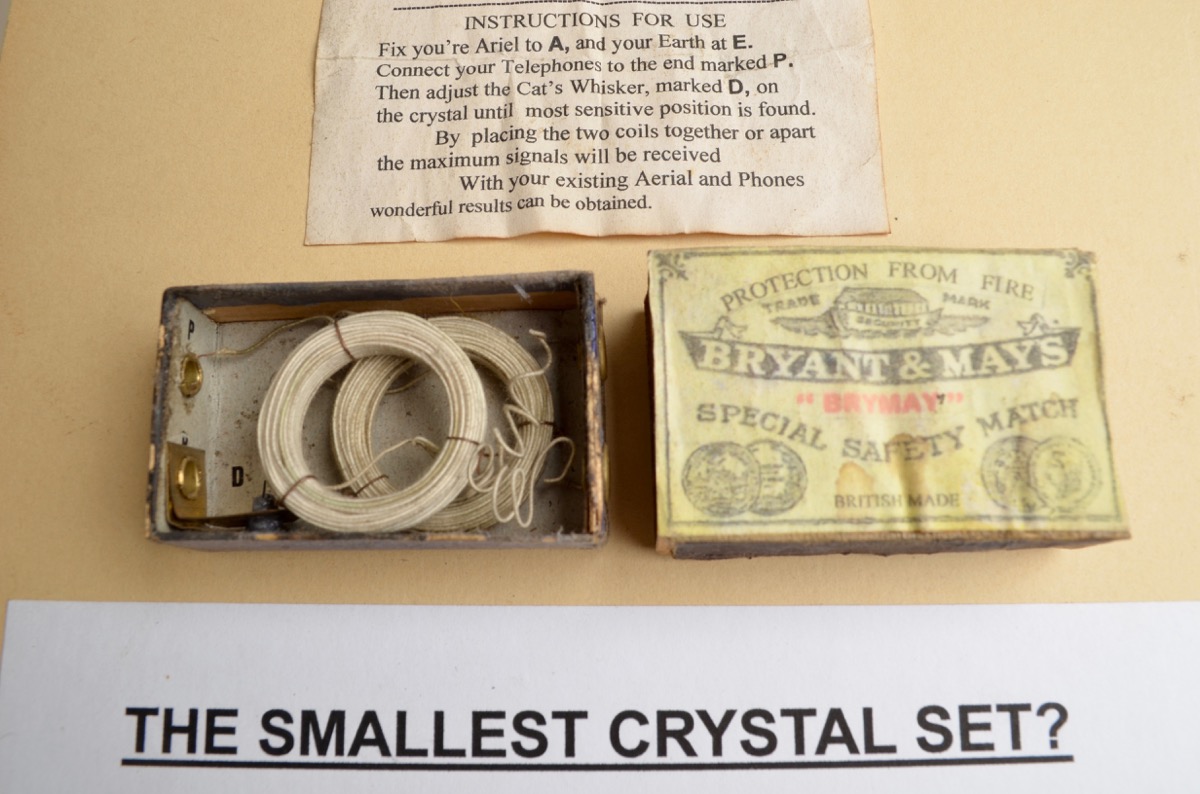 INSTRUCTIONS FOR USE
Fix you're Ariel to A, and your Earth at E.
Connect your Telephones to the end marked P.
Then adjust the Cat's Whisker, marked D, on
the crystal until most sensitive position is found.
By placing the two coils together or apart
the maximum signals will be received
With your existing Aerial and Phones
wonderful results can be obtained.
P
D
PROTECTION FROM FIRE
TRADE MARK
SECURITY
BRYANT & MAYS
"BRYMAY"
SPECIAL SAFETY MATCH
BRITISH MADE
THE SMALLEST CRYSTAL SET?